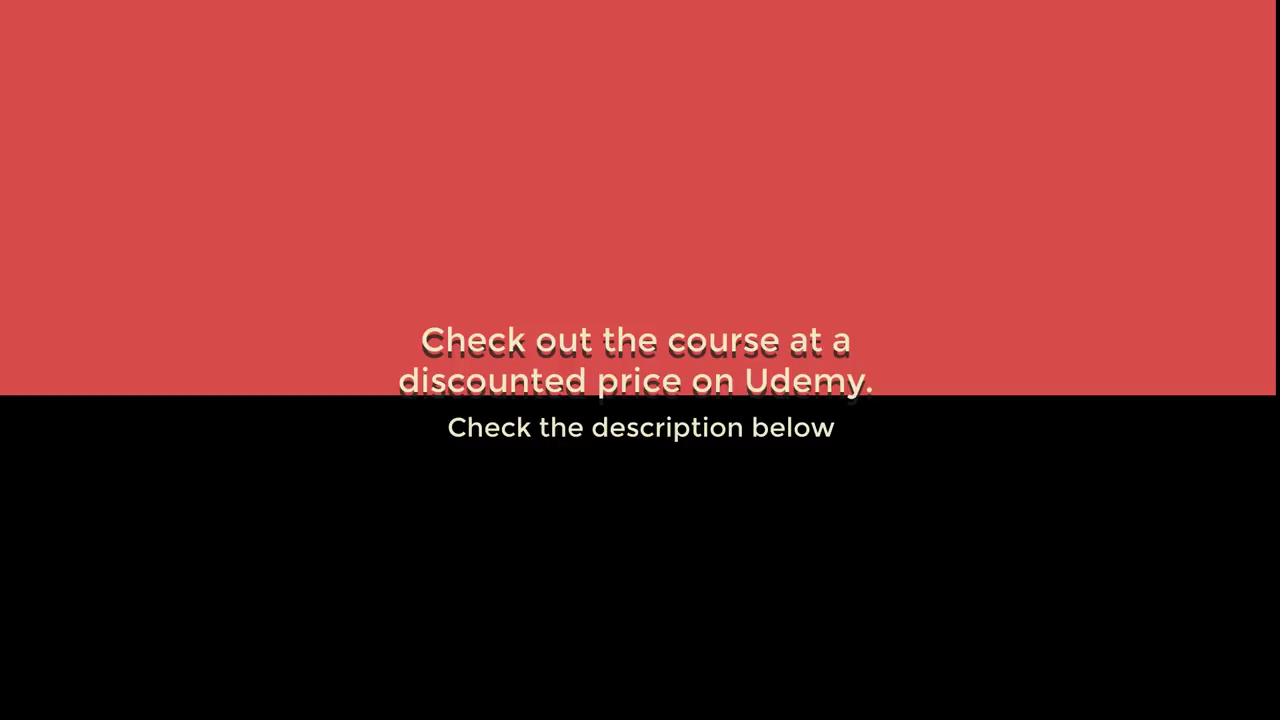 Check out the course at a
discounted price on Udemy.
Check the description below